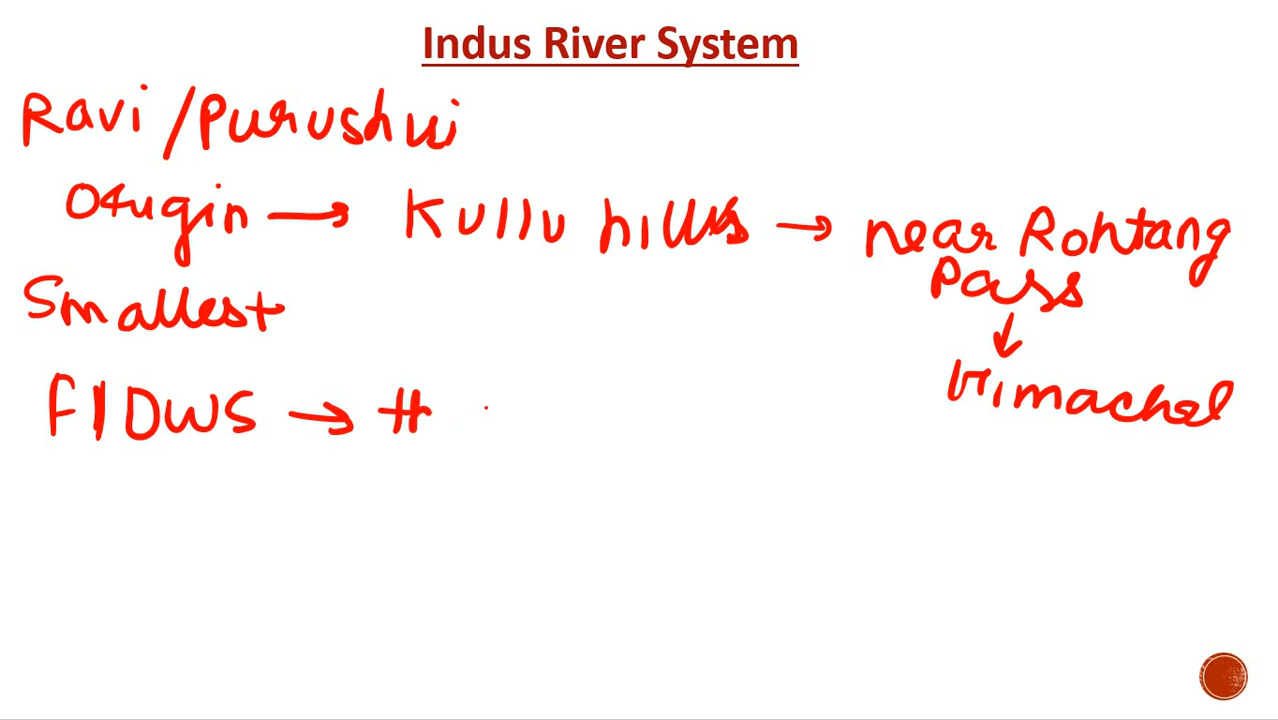 Indus River System
Ravi / Purushni
Origin → Kullu hills → near Rohtang
Pass
↓
Himachal
Smallest
Flows → H